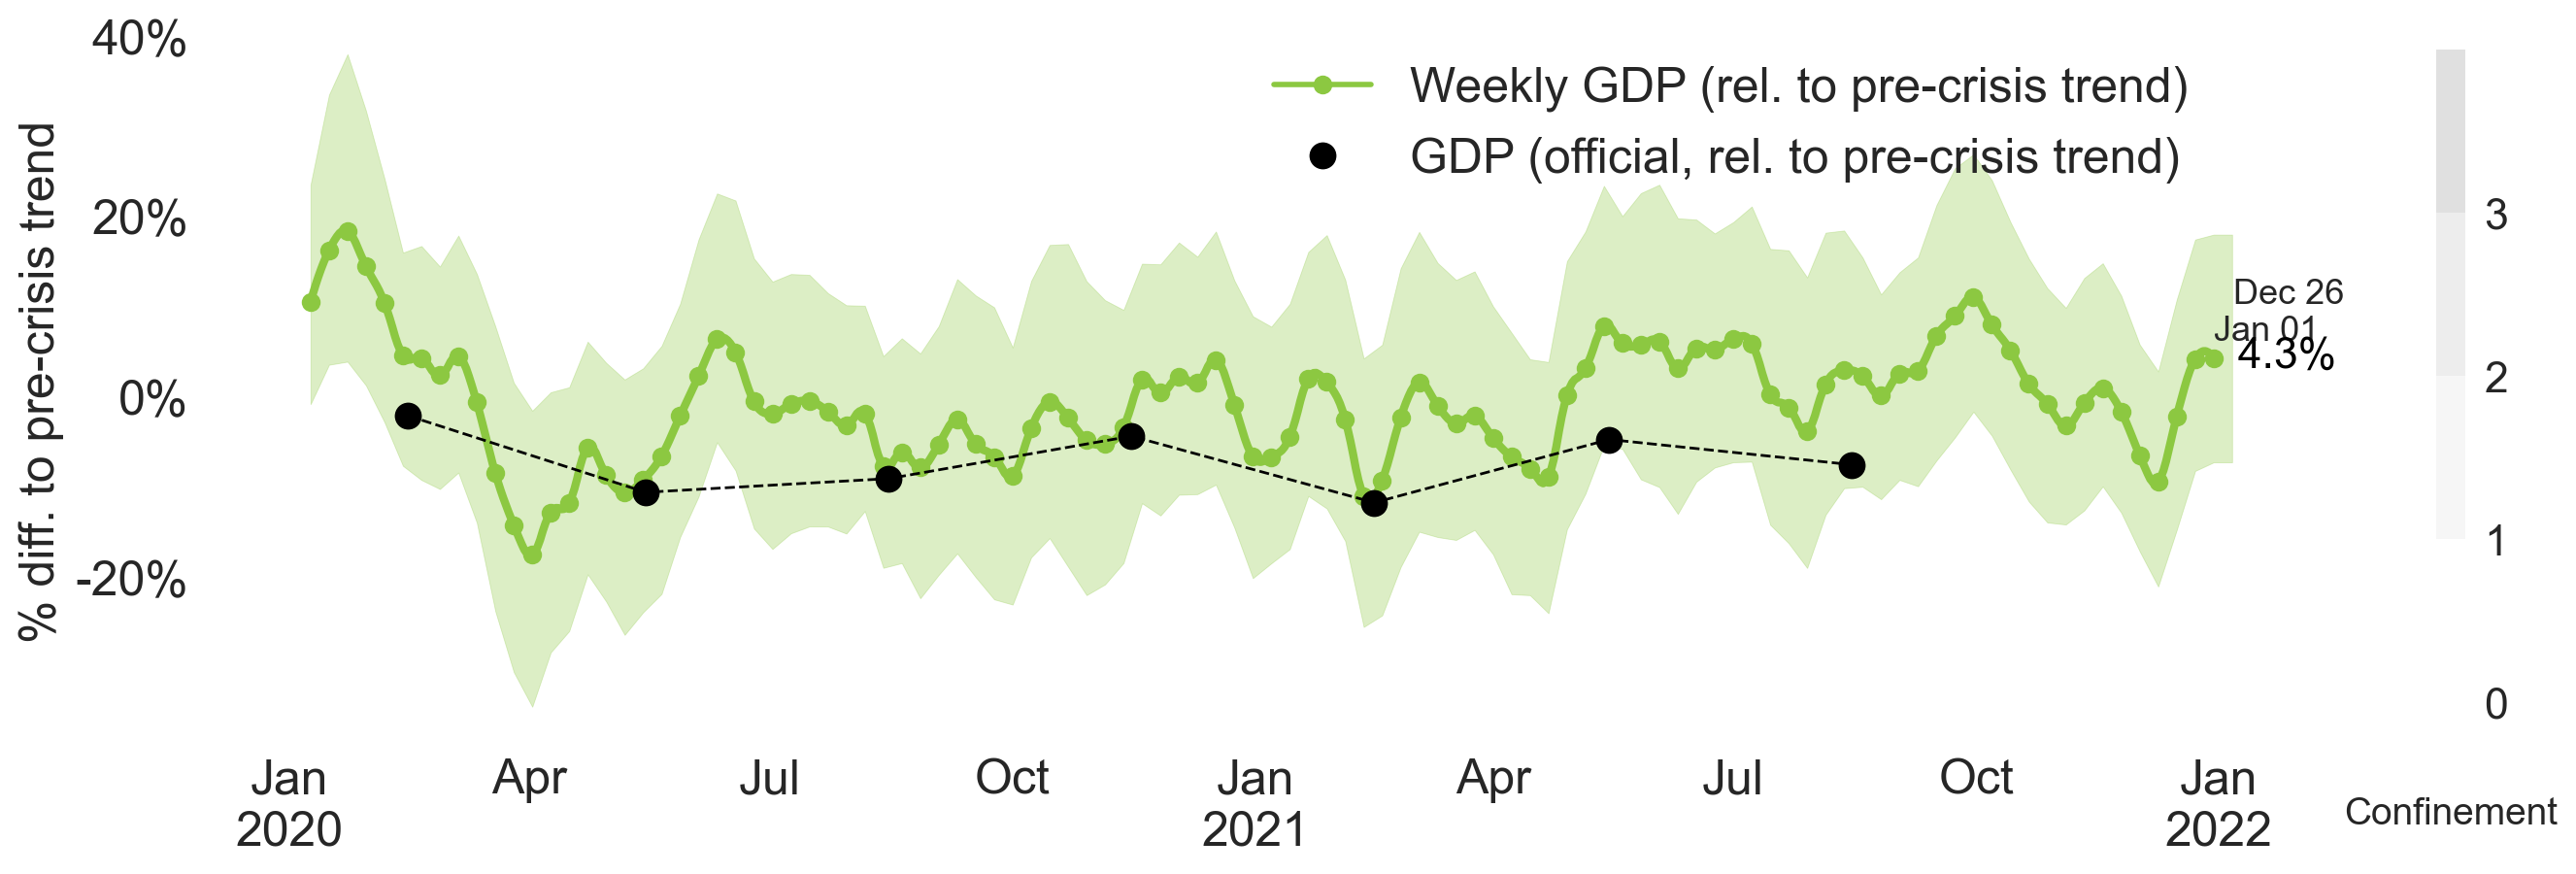 % diff. to pre-crisis trend
40%
20%
0%
-20%
Weekly GDP (rel. to pre-crisis trend)
GDP (official, rel. to pre-crisis trend)
Dec 26
Jan 01
4.3%
3
2
1
0
Jan Apr Jul Oct Jan Apr Jul Oct Jan
2020 2021 2022
Confinement